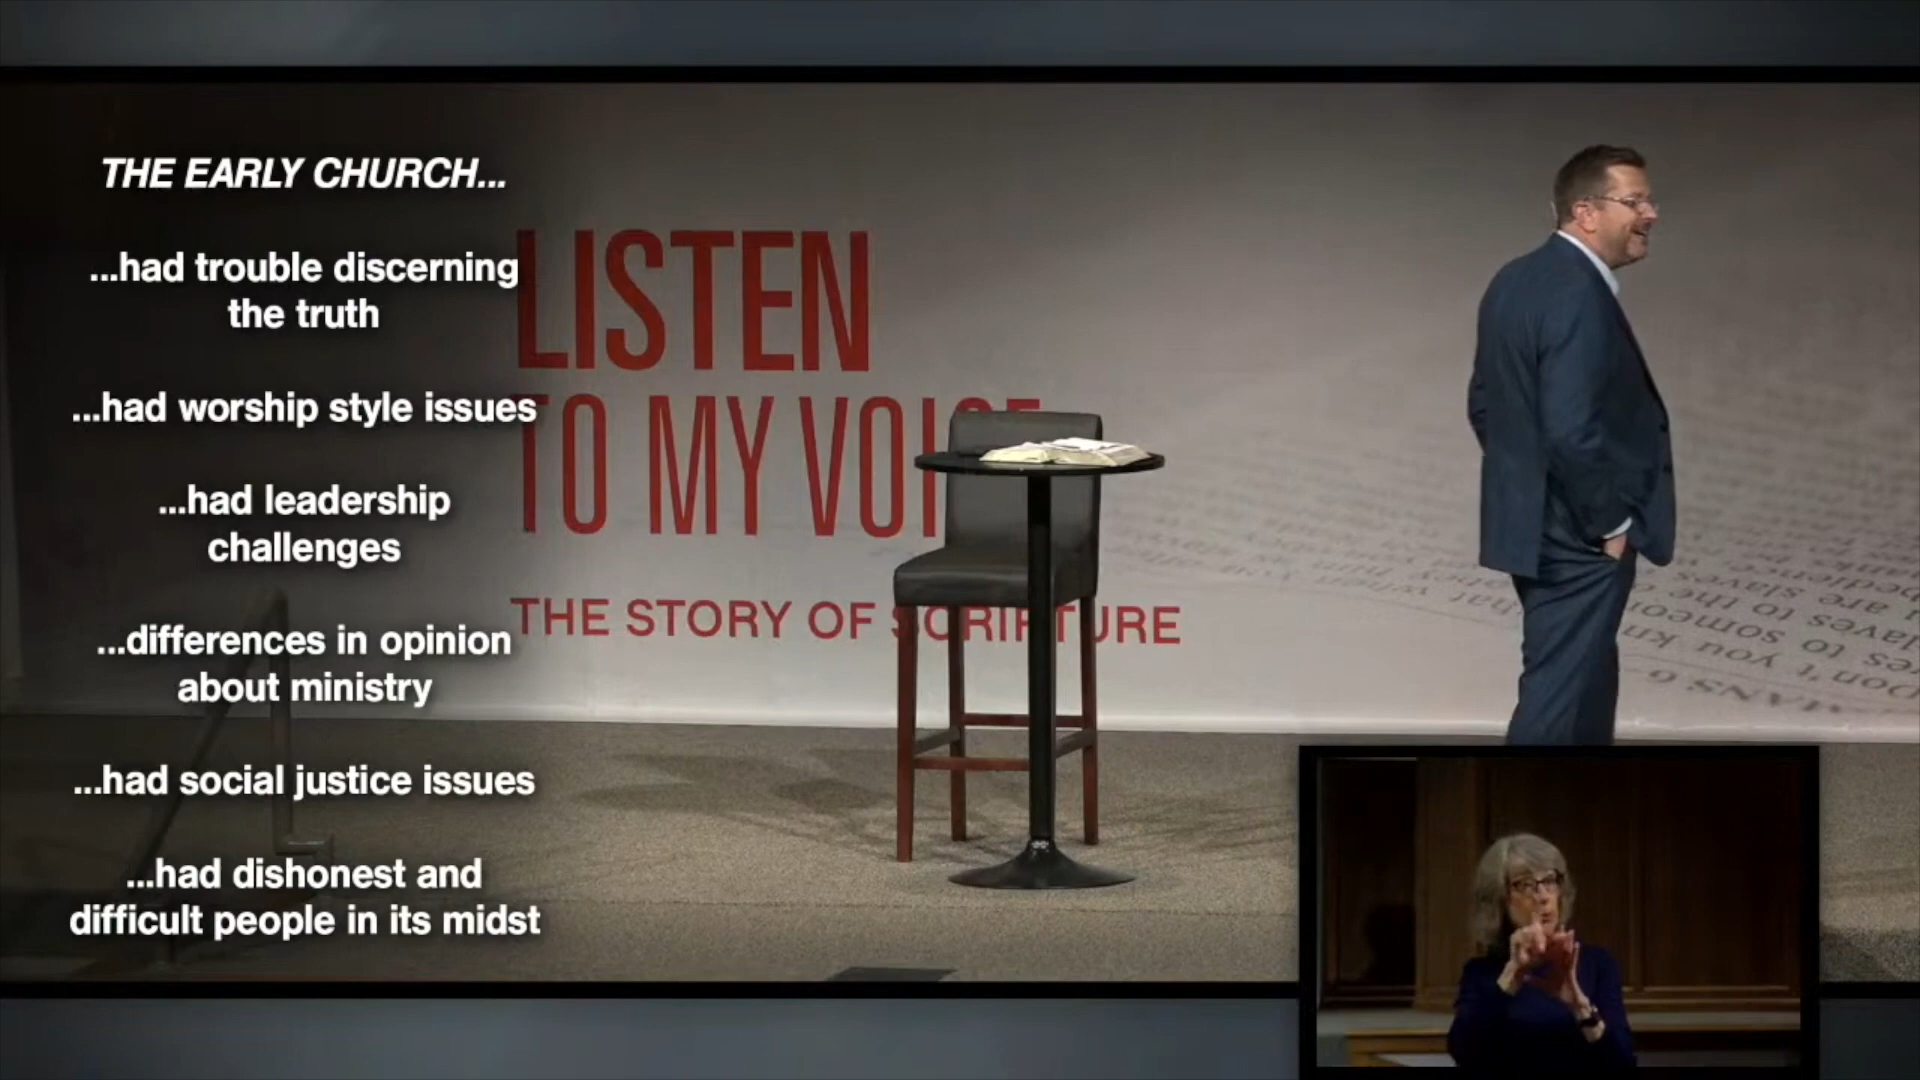 THE EARLY CHURCH...
...had trouble discerning
the truth
...had worship style issues
...had leadership
challenges
...differences in opinion
about ministry
...had social justice issues
...had dishonest and
difficult people in its midst
LISTEN
TO MY VOICE
THE STORY OF SCRIPTURE